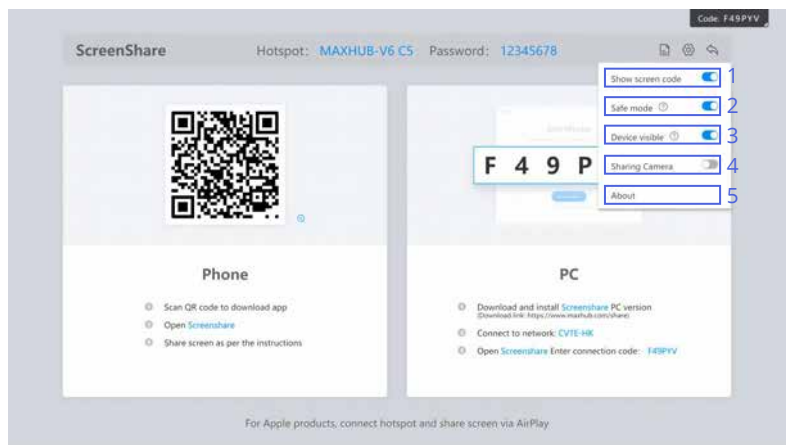 Code: F49PYV
ScreenShare Hotspot: MAXHUB-V6 C5 Password: 12345678
Show screen code 1
Safe mode ? 2
Device visible ? 3
Sharing Camera 4
About 5
F 4 9 P
Phone
Scan QR code to download app
Open Screenshare
Share screen as per the instructions
PC
Download and install Screenshare PC version
(Download link: https://www.maxhub.com/share)
Connect to network: CVTE-HK
Open Screenshare Enter connection code: F49PYV
For Apple products, connect hotspot and share screen via AirPlay